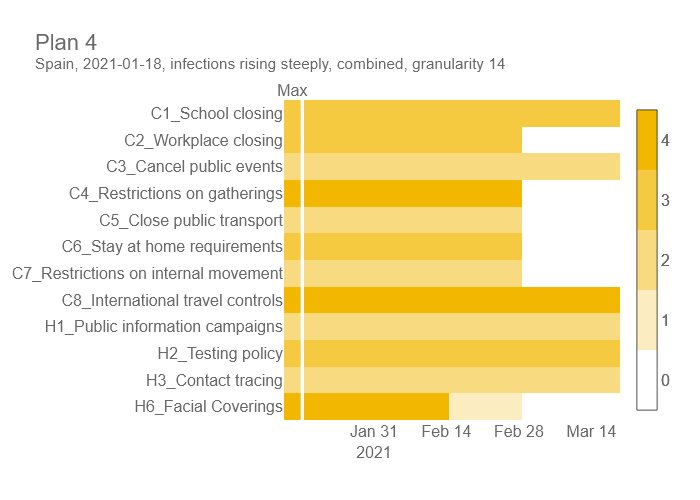 Plan 4
Spain, 2021-01-18, infections rising steeply, combined, granularity 14
Max
C1_School closing
C2_Workplace closing
C3_Cancel public events
C4_Restrictions on gatherings
C5_Close public transport
C6_Stay at home requirements
C7_Restrictions on internal movement
C8_International travel controls
H1_Public information campaigns
H2_Testing policy
H3_Contact tracing
H6_Facial Coverings
Jan 31 Feb 14 Feb 28 Mar 14
2021
4
3
2
1
0